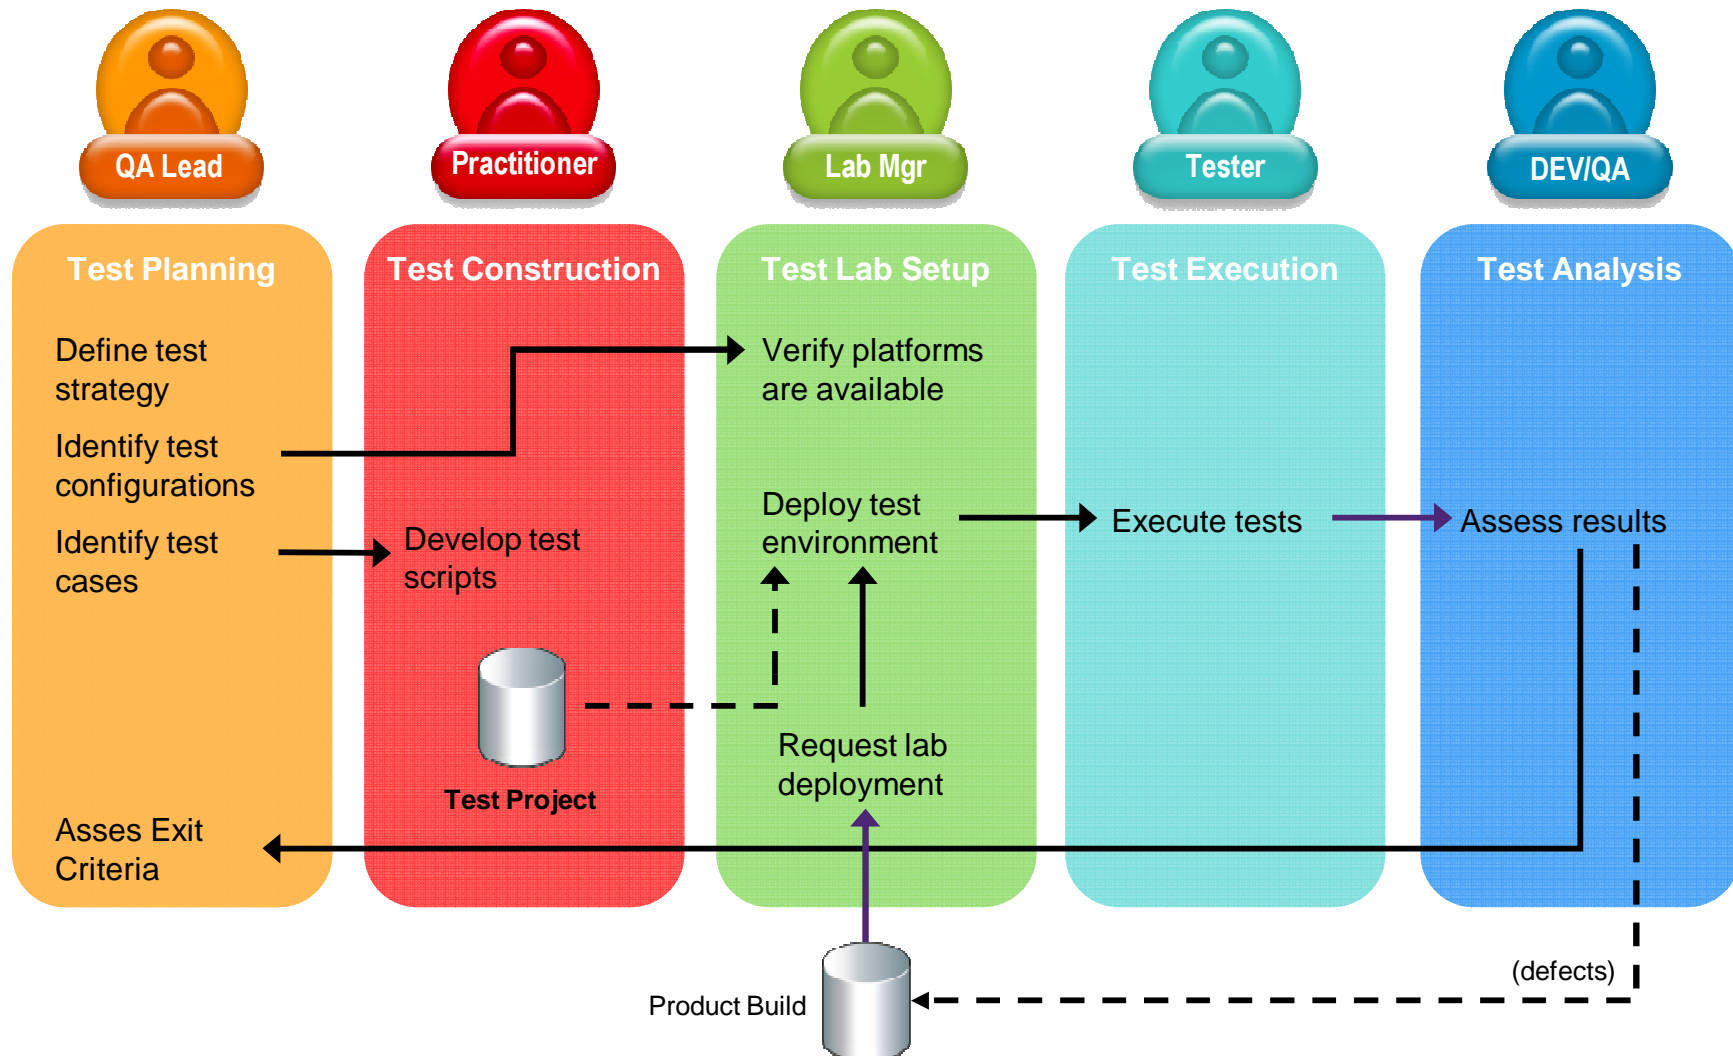 QA Lead
Practitioner
Lab Mgr
Tester
DEV/QA
Test Planning
Test Construction
Test Lab Setup
Test Execution
Test Analysis
Define test
strategy
Identify test
configurations
Identify test
cases
Asses Exit
Criteria
Develop test
scripts
Test Project
Verify platforms
are available
Deploy test
environment
Request lab
deployment
Execute tests
Assess results
(defects)
Product Build